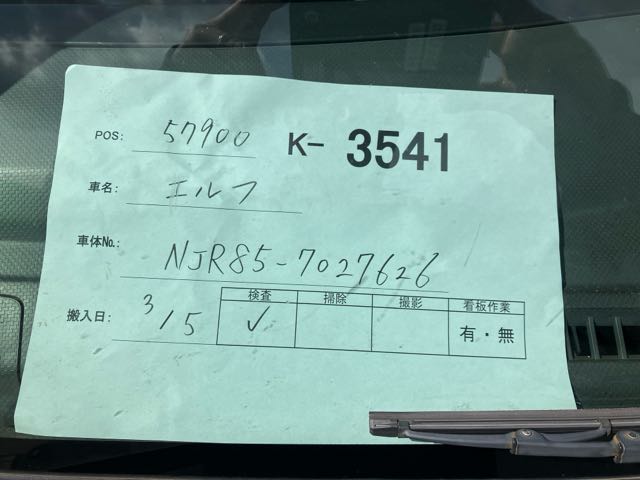 POS: 57900 K- 3541
車名: エルフ
車体No.: NJR85-7027626
搬入日: 3/5
検査 掃除 撮影 看板作業
✓ 有・無